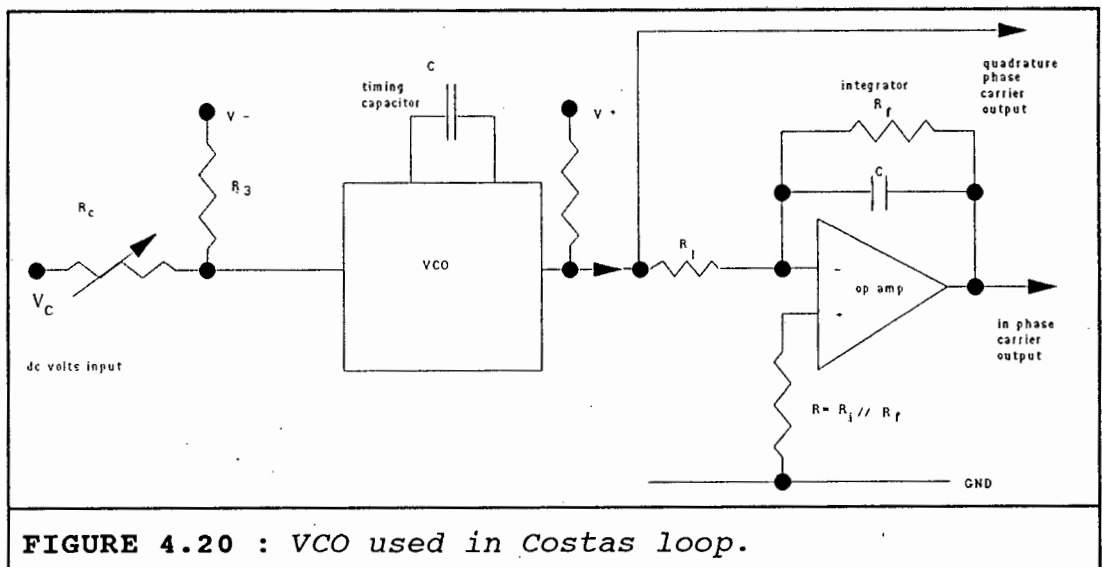 C
timing
capacitor
V -
V +
quadrature
phase
carrier
output
integrator
R f
C
R 3
R c
VCO
R i
-
op amp
+
V C
in phase
carrier
output
dc volts input
R= R i // R f
GND
FIGURE 4.20 : VCO used in Costas loop.